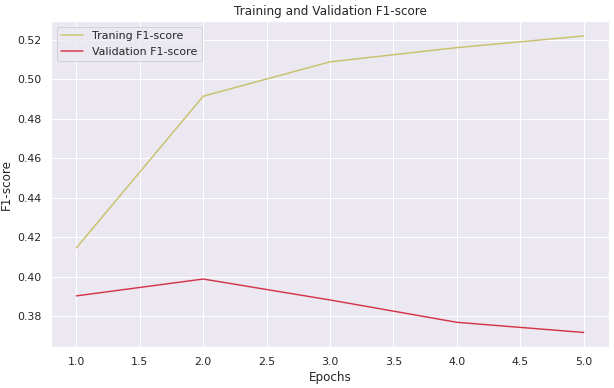 Training and Validation F1-score
Traning F1-score
Validation F1-score
F1-score
0.52
0.50
0.48
0.46
0.44
0.42
0.40
0.38
1.0 1.5 2.0 2.5 3.0 3.5 4.0 4.5 5.0
Epochs